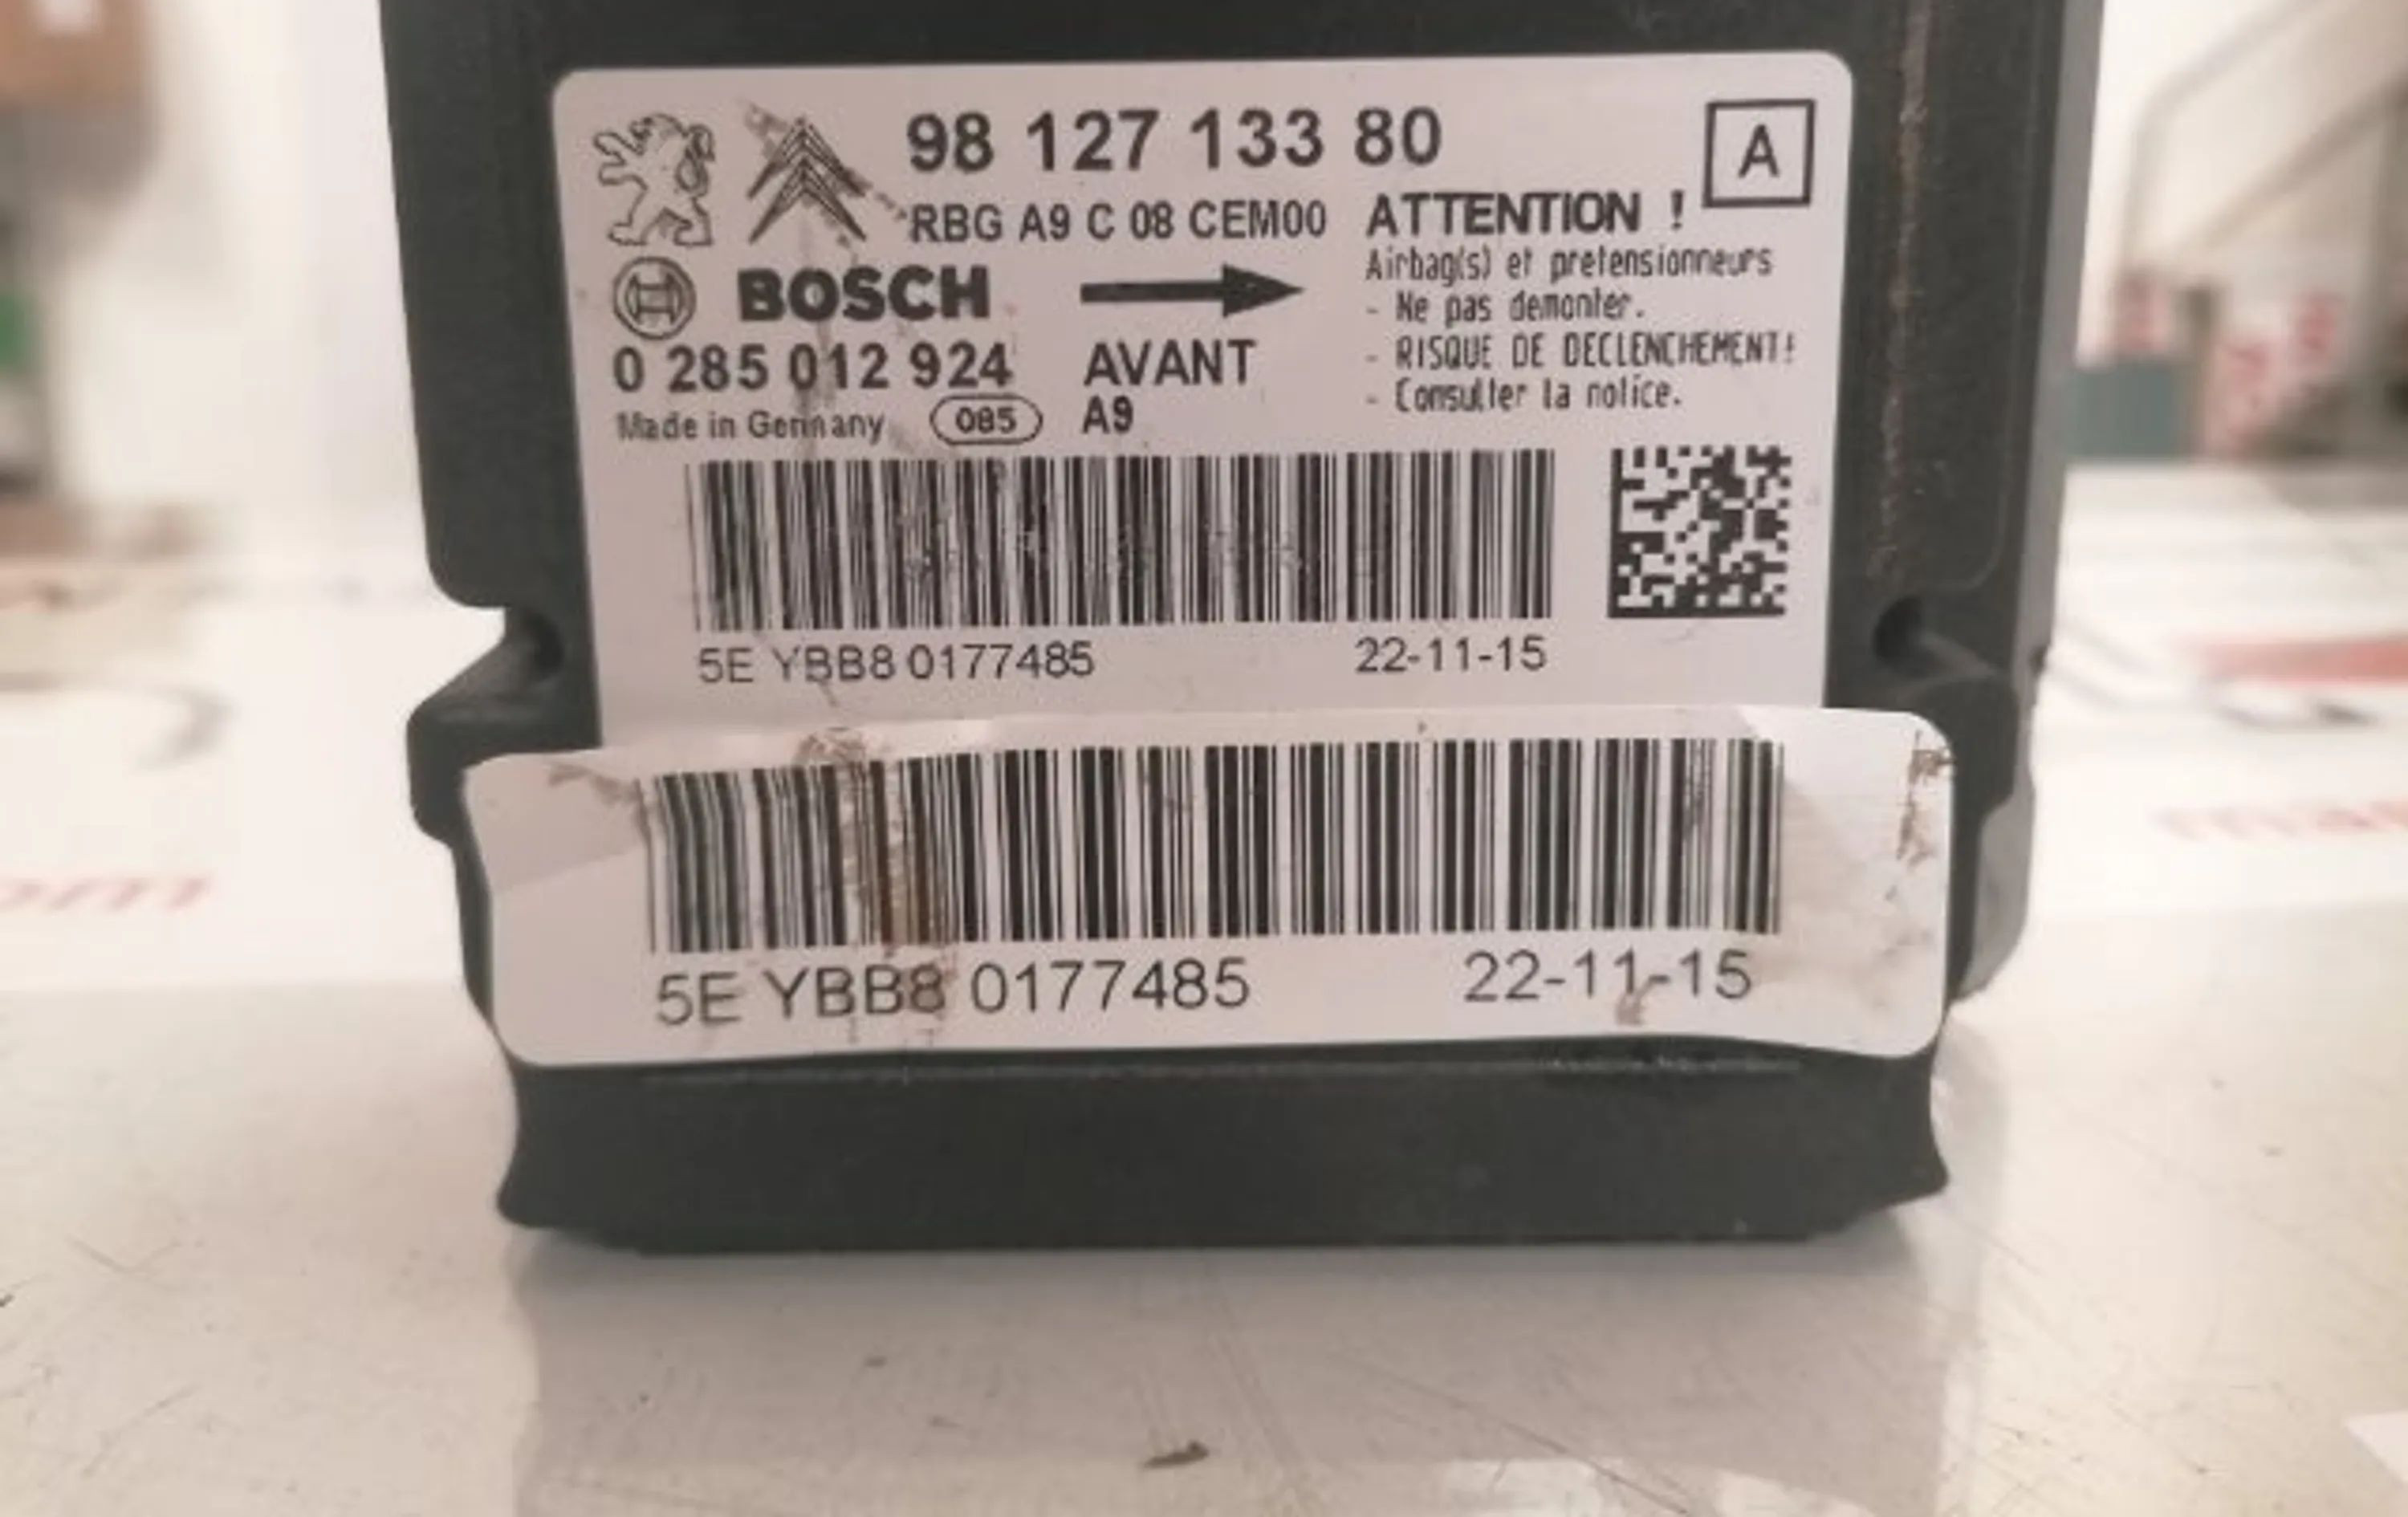 98 127 133 80
A
RBG A9 C 08 CEM00
ATTENTION !
Airbag(s) et pretensionneurs
- Ne pas demonter.
- RISQUE DE DECLENCHEMENT!
- Consulter la notice.
BOSCH
0 285 012 924
AVANT
Made in Germany
085
A9
5E YBB8 0177485
22-11-15
5E YBB8 0177485
22-11-15
om